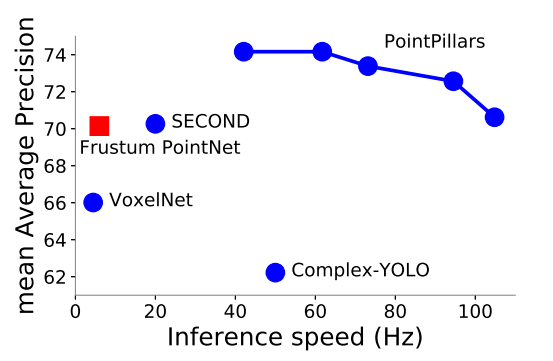 mean Average Precision
74
72
70
68
66
64
62
PointPillars
SECOND
Frustum PointNet
VoxelNet
Complex-YOLO
0 20 40 60 80 100
Inference speed (Hz)